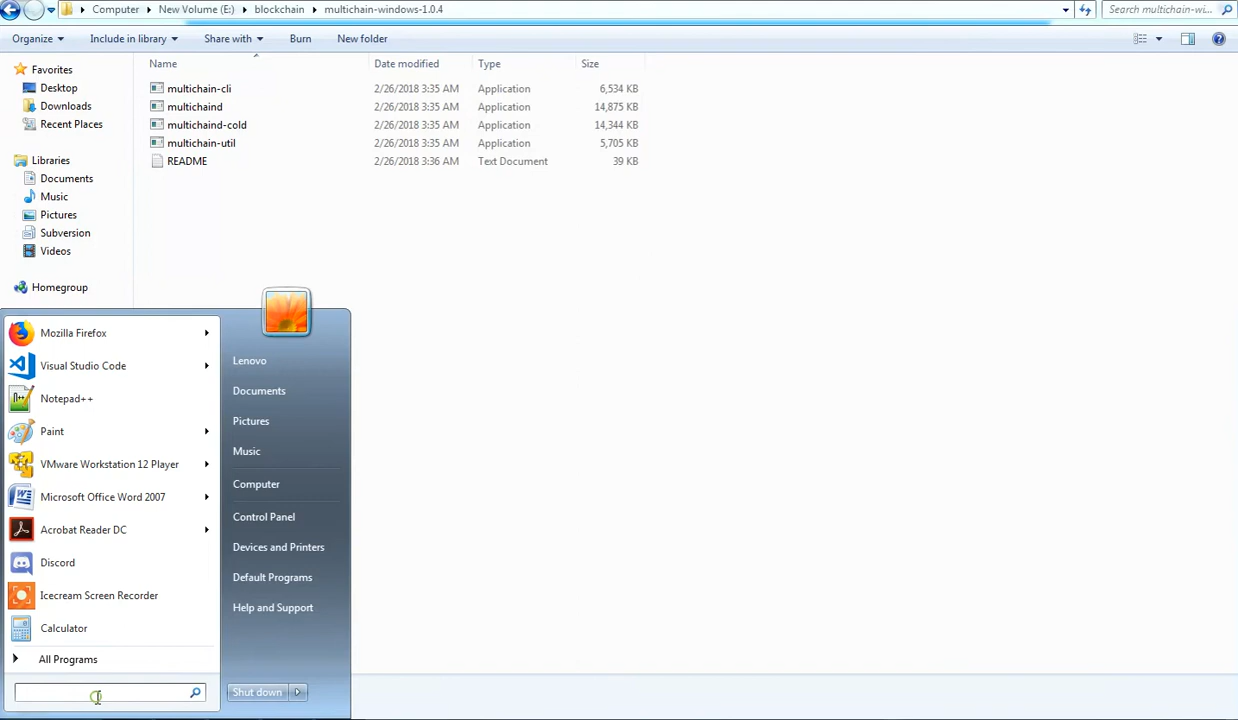 Computer New Volume (E:) blockchain multichain-windows-1.0.4 Search multichain-wi...
Organize Include in library Share with Burn New folder
Favorites
Desktop
Downloads
Recent Places
Libraries
Documents
Music
Pictures
Subversion
Videos
Homegroup
Name Date modified Type Size
multichain-cli 2/26/2018 3:35 AM Application 6,534 KB
multichaind 2/26/2018 3:35 AM Application 14,875 KB
multichaind-cold 2/26/2018 3:35 AM Application 14,344 KB
multichain-util 2/26/2018 3:35 AM Application 5,705 KB
README 2/26/2018 3:36 AM Text Document 39 KB
Mozilla Firefox
Visual Studio Code
Notepad++
Paint
VMware Workstation 12 Player
Microsoft Office Word 2007
Acrobat Reader DC
Discord
Icecream Screen Recorder
Calculator
All Programs
Lenovo
Documents
Pictures
Music
Computer
Control Panel
Devices and Printers
Default Programs
Help and Support
Shut down